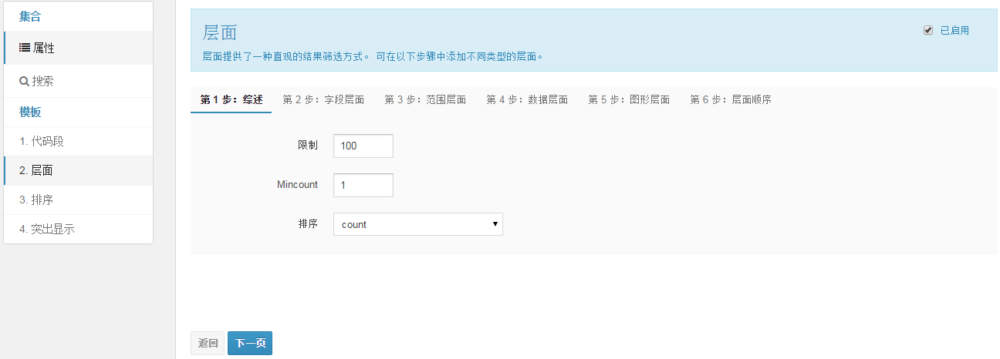 集合
属性
搜索
模板
1. 代码段
2. 层面
3. 排序
4. 突出显示
层面
已启用
层面提供了一种直观的结果筛选方式。 可在以下步骤中添加不同类型的层面。
第 1 步：综述 第 2 步：字段层面 第 3 步：范围层面 第 4 步：数据层面 第 5 步：图形层面 第 6 步：层面顺序
限制 100
Mincount 1
排序 count
返回 下一页